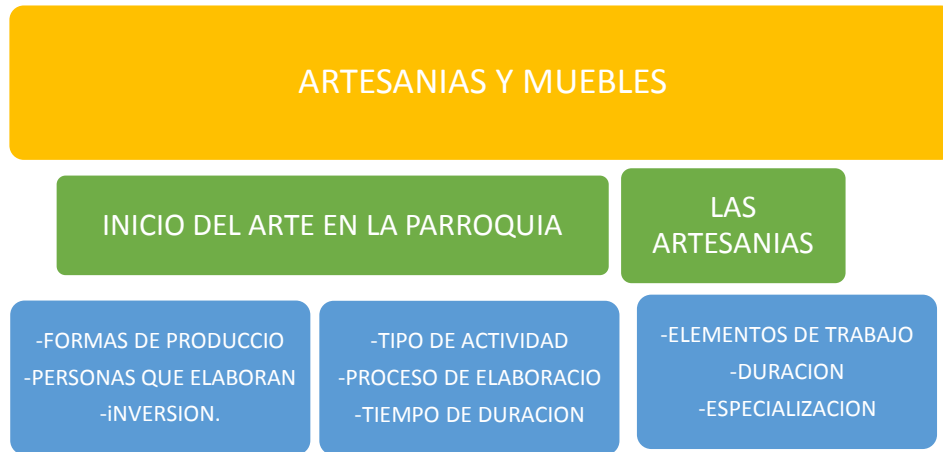 ARTESANIAS Y MUEBLES
INICIO DEL ARTE EN LA PARROQUIA
LAS
ARTESANIAS
-FORMAS DE PRODUCCIO
-PERSONAS QUE ELABORAN
-iNVERSION.
-TIPO DE ACTIVIDAD
-PROCESO DE ELABORACIO
-TIEMPO DE DURACION
-ELEMENTOS DE TRABAJO
-DURACION
-ESPECIALIZACION